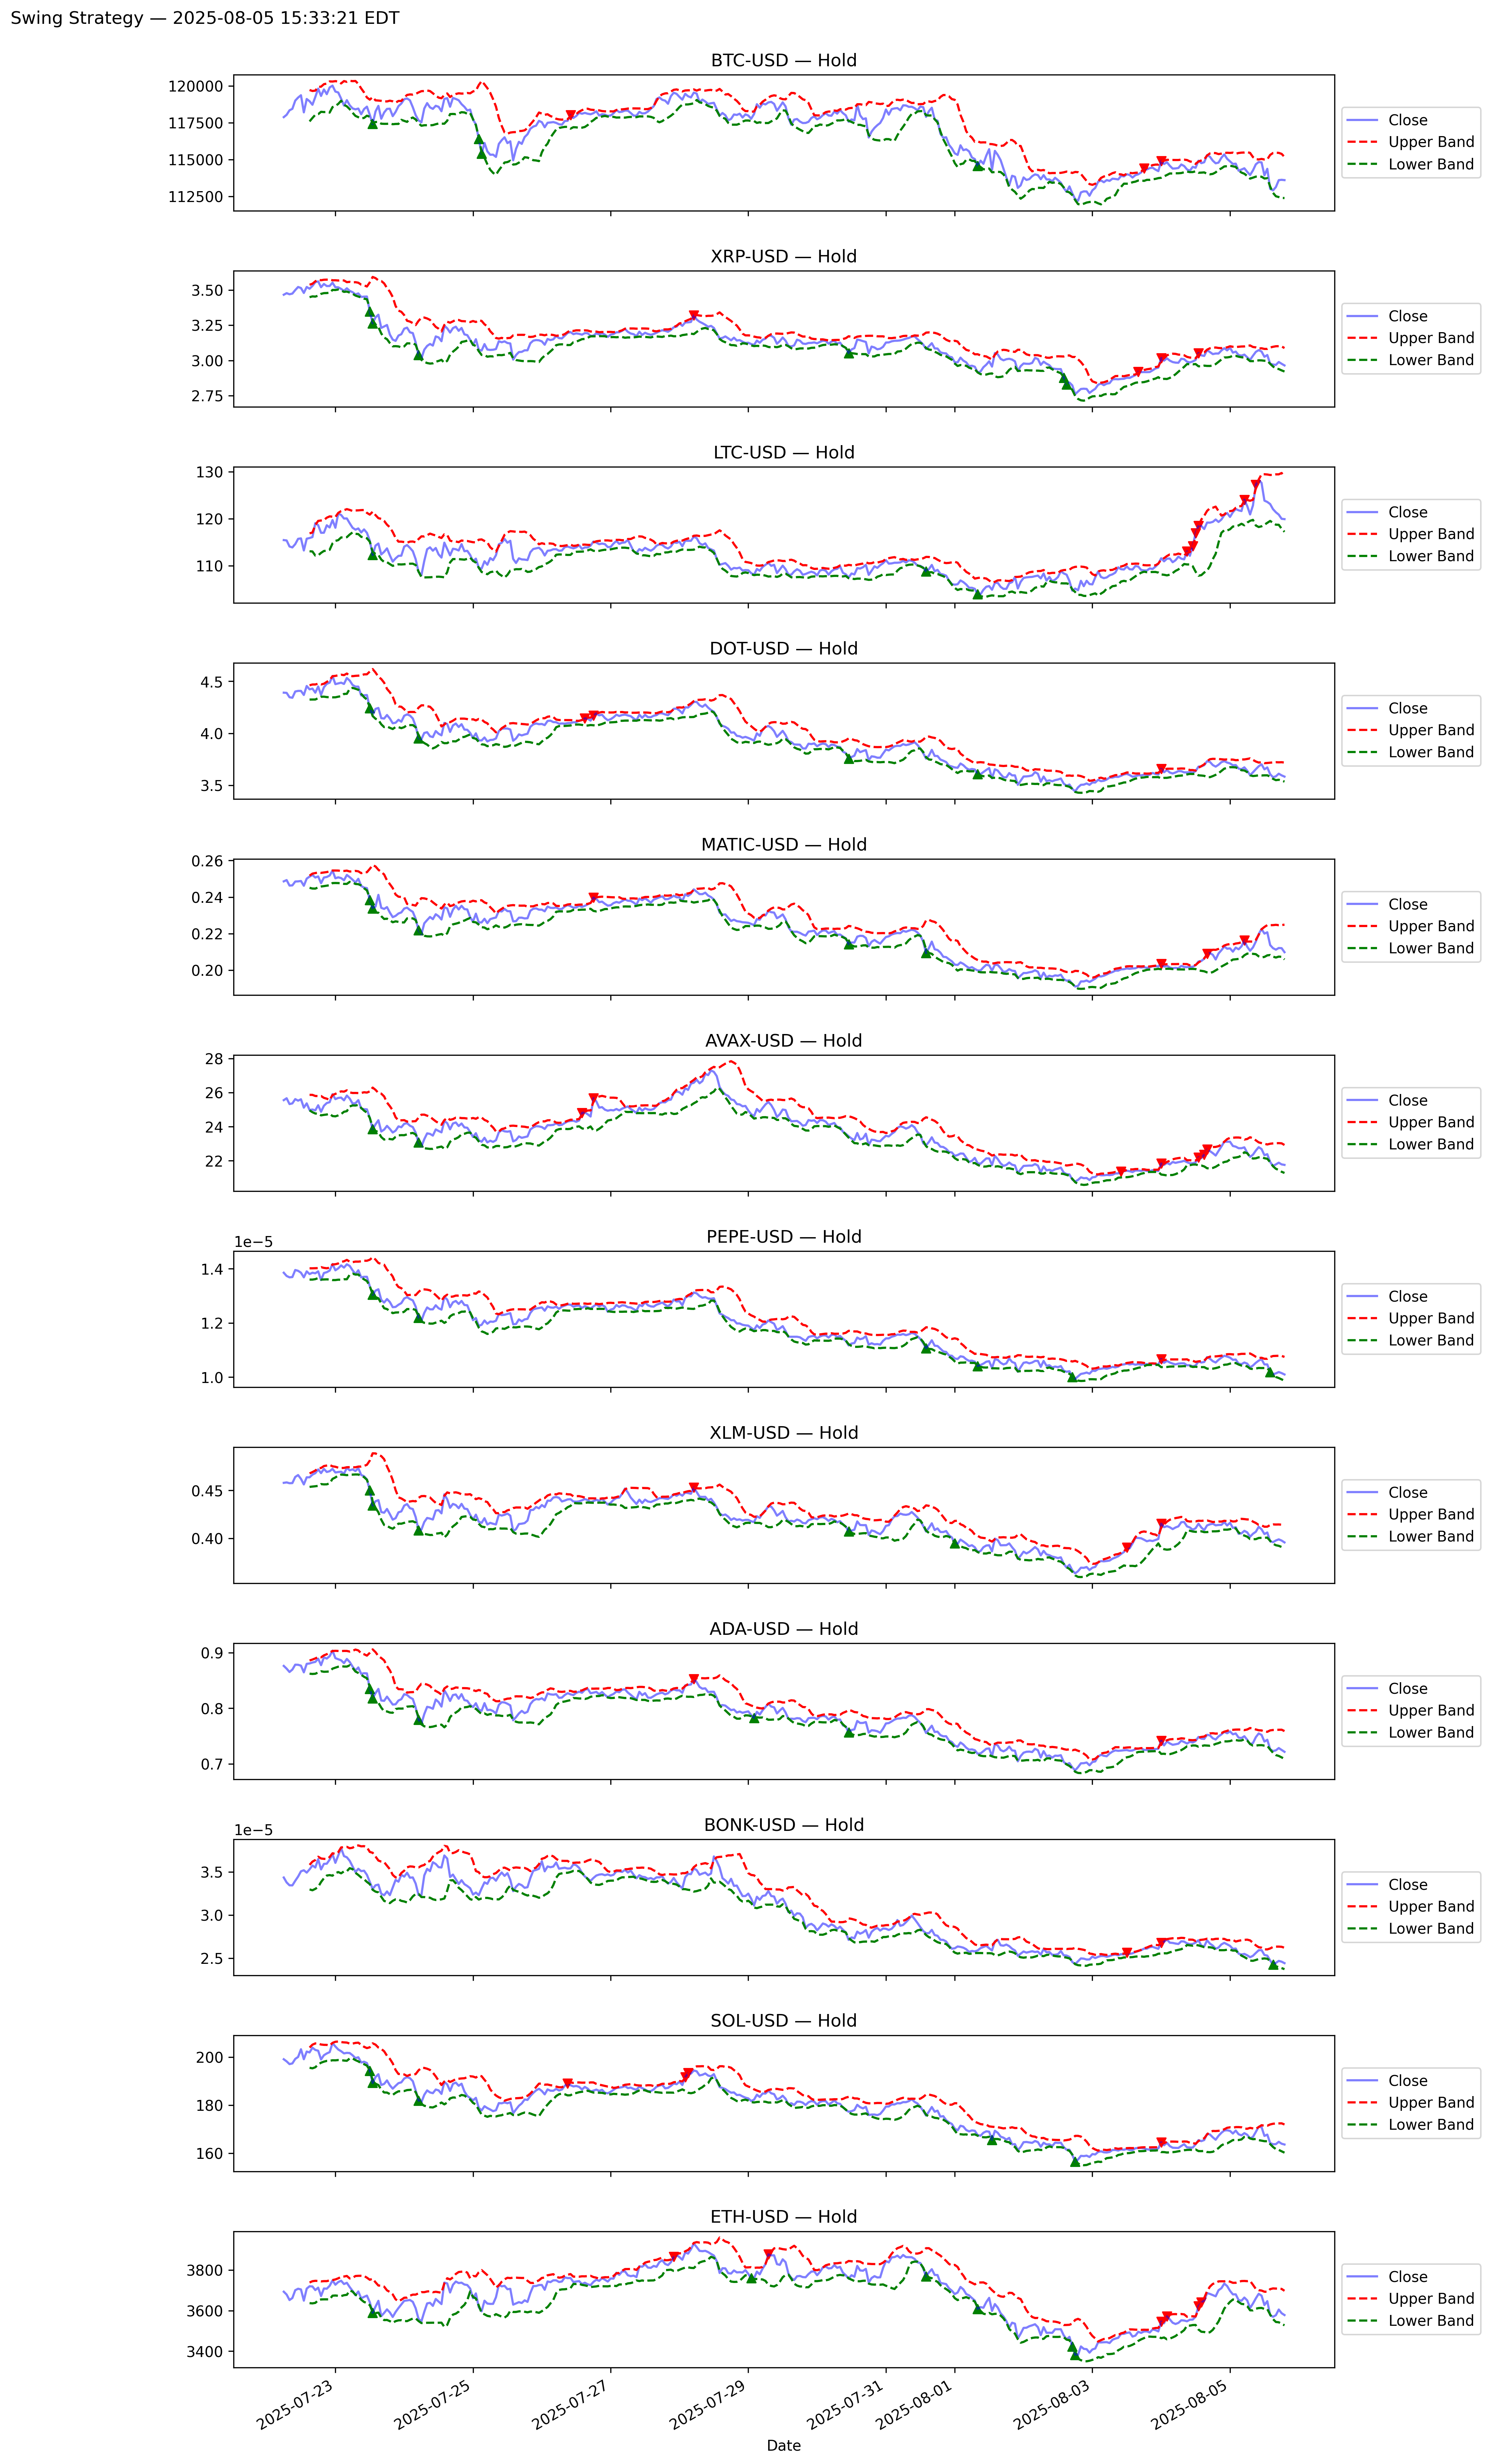 Swing Strategy — 2025-08-05 15:33:21 EDT
BTC-USD — Hold
120000
117500
115000
112500
Close
Upper Band
Lower Band
XRP-USD — Hold
3.50
3.25
3.00
2.75
Close
Upper Band
Lower Band
LTC-USD — Hold
130
120
110
Close
Upper Band
Lower Band
DOT-USD — Hold
4.5
4.0
3.5
Close
Upper Band
Lower Band
MATIC-USD — Hold
0.26
0.24
0.22
0.20
Close
Upper Band
Lower Band
AVAX-USD — Hold
28
26
24
22
Close
Upper Band
Lower Band
PEPE-USD — Hold
1e−5
1.4
1.2
1.0
Close
Upper Band
Lower Band
XLM-USD — Hold
0.45
0.40
Close
Upper Band
Lower Band
ADA-USD — Hold
0.9
0.8
0.7
Close
Upper Band
Lower Band
BONK-USD — Hold
1e−5
3.5
3.0
2.5
Close
Upper Band
Lower Band
SOL-USD — Hold
200
180
160
Close
Upper Band
Lower Band
ETH-USD — Hold
3800
3600
3400
Close
Upper Band
Lower Band
2025-07-23
2025-07-25
2025-07-27
2025-07-29
2025-07-31
2025-08-01
2025-08-03
2025-08-05
Date